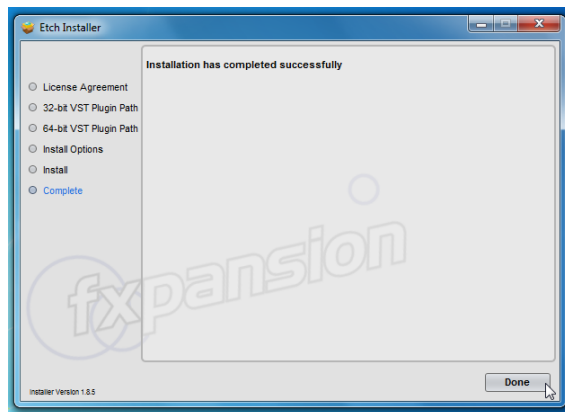 Etch Installer
Installation has completed successfully
License Agreement
32-bit VST Plugin Path
64-bit VST Plugin Path
Install Options
Install
Complete
fxpansion
Done
Installer Version 1.8.5